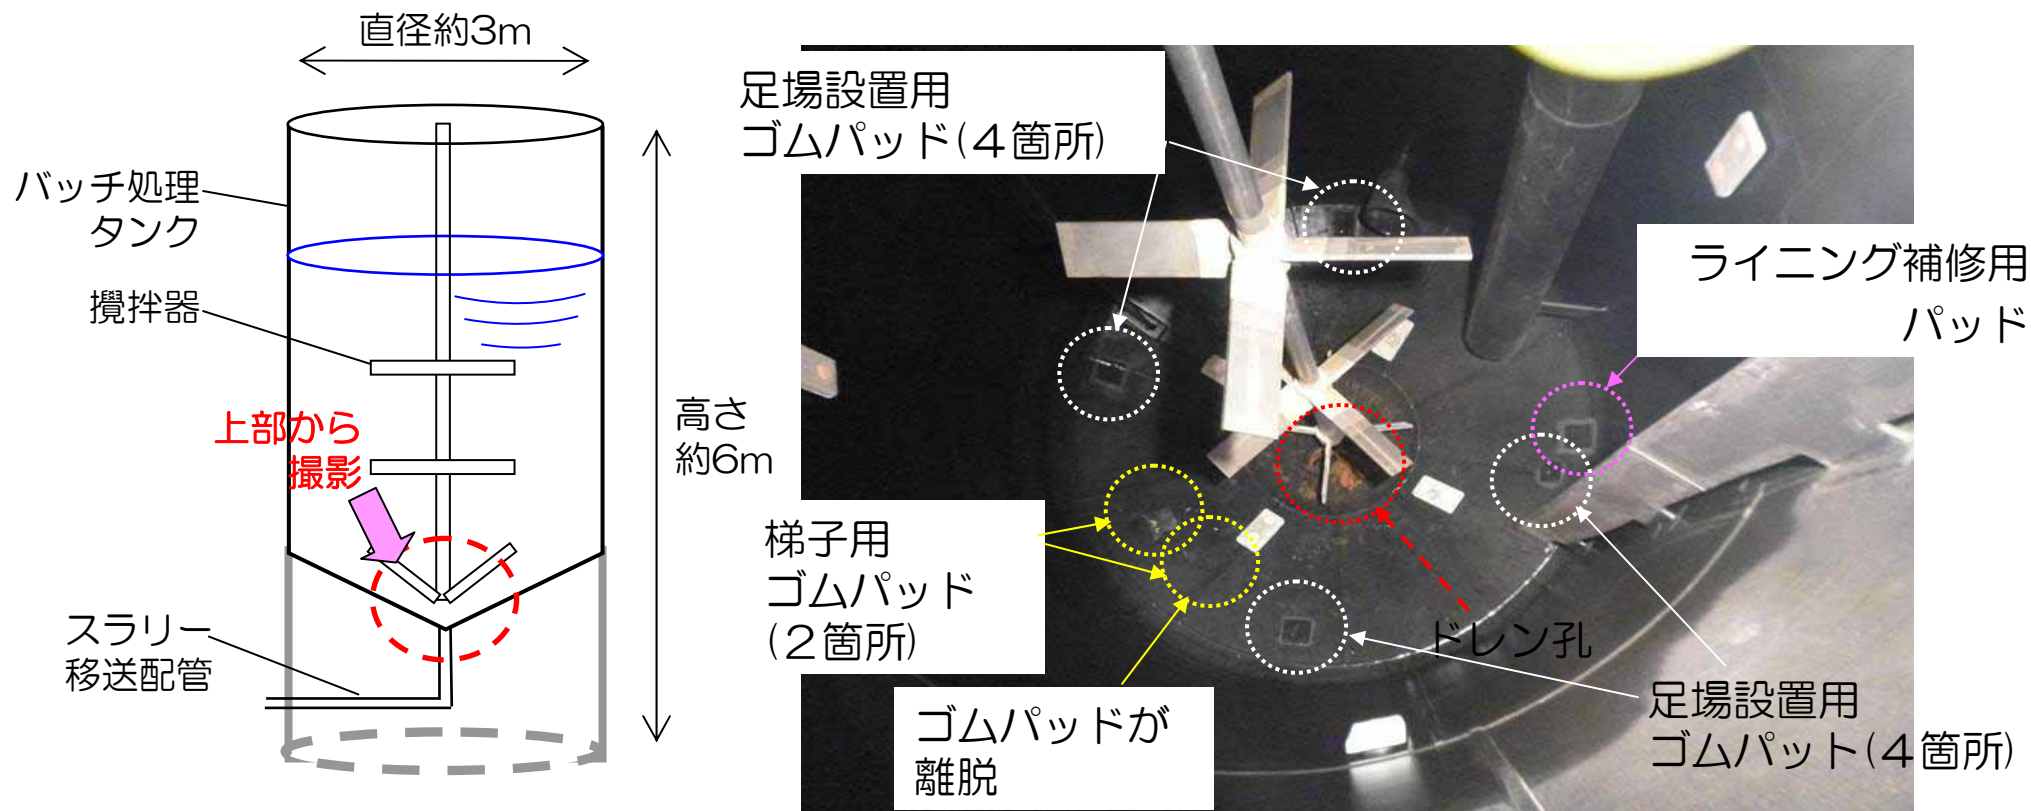 直径約3m
バッチ処理
タンク
攪拌器
上部から
撮影
高さ
約6m
スラリー
移送配管
足場設置用
ゴムパッド(4箇所)
ライニング補修用
パッド
梯子用
ゴムパッド
(2箇所)
ゴムパッドが
離脱
ドレン孔
足場設置用
ゴムパット(4箇所)